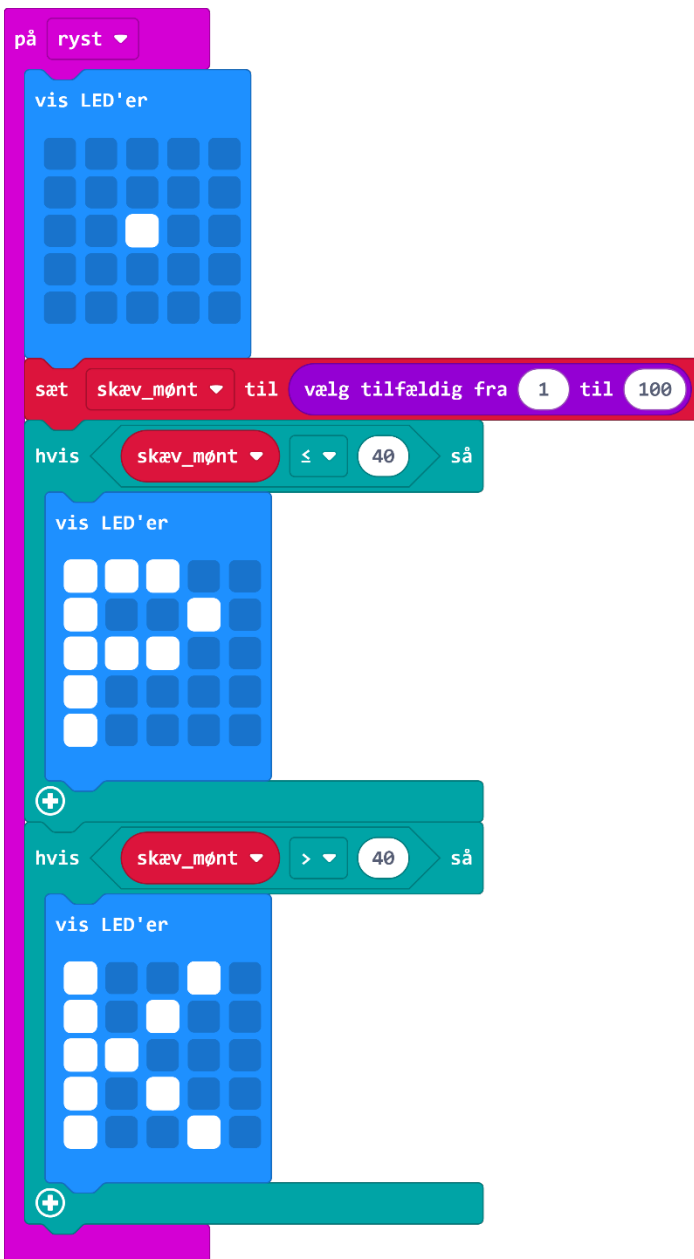 på ryst
vis LED'er
sæt skæv_mønt til vælg tilfældig fra 1 til 100
hvis skæv_mønt ≤ 40 så
vis LED'er
hvis skæv_mønt > 40 så
vis LED'er